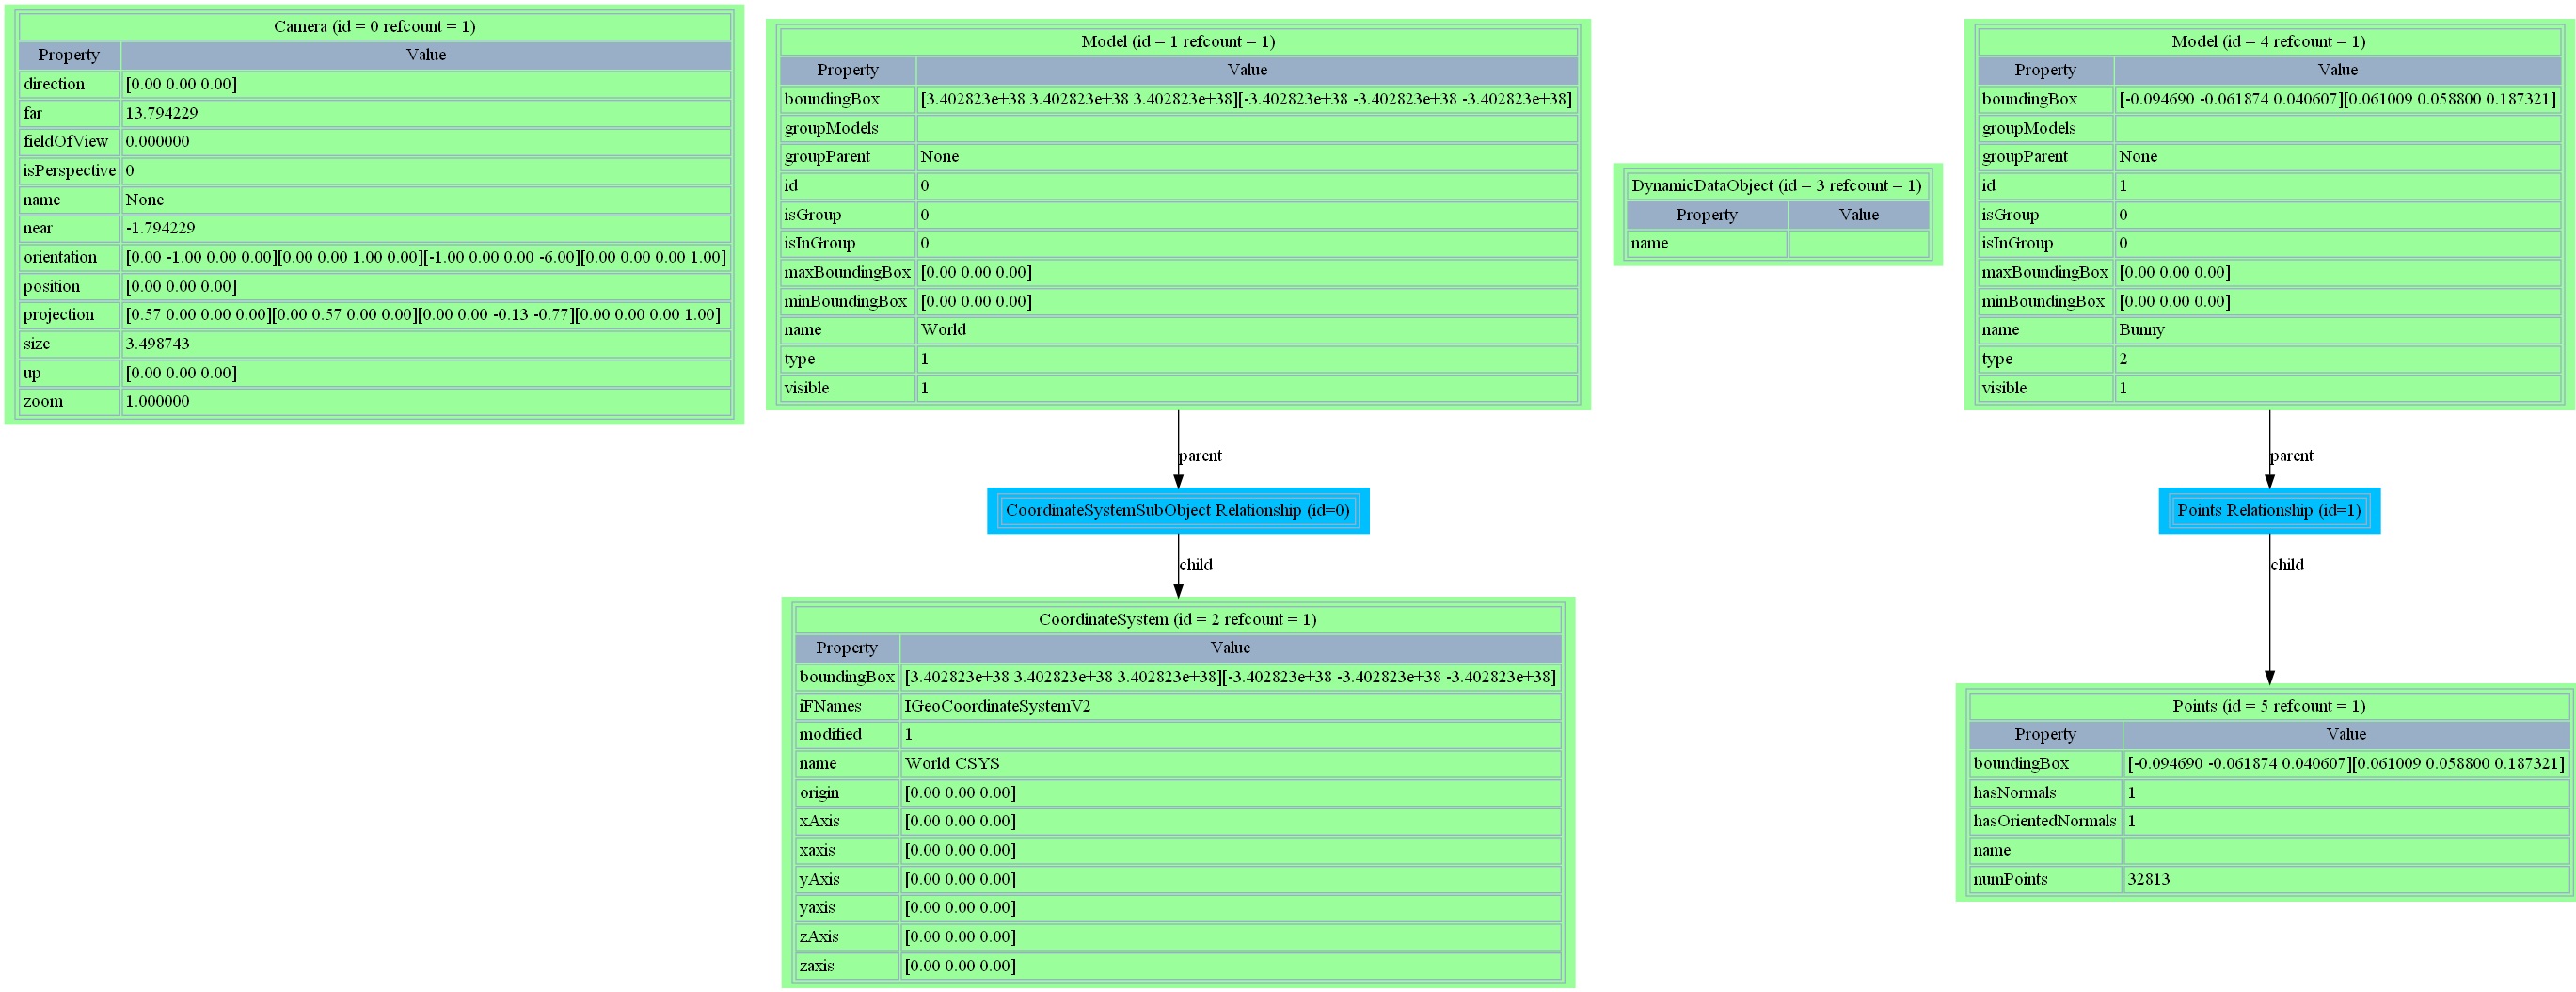 Camera (id = 0 refcount = 1)
Property Value
direction [0.00 0.00 0.00]
far 13.794229
fieldOfView 0.000000
isPerspective 0
name None
near -1.794229
orientation [0.00 -1.00 0.00 0.00][0.00 0.00 1.00 0.00][-1.00 0.00 0.00 -6.00][0.00 0.00 0.00 1.00]
position [0.00 0.00 0.00]
projection [0.57 0.00 0.00 0.00][0.00 0.57 0.00 0.00][0.00 0.00 -0.13 -0.77][0.00 0.00 0.00 1.00]
size 3.498743
up [0.00 0.00 0.00]
zoom 1.000000
Model (id = 1 refcount = 1)
Property Value
boundingBox [3.402823e+38 3.402823e+38 3.402823e+38][-3.402823e+38 -3.402823e+38 -3.402823e+38]
groupModels
groupParent None
id 0
isGroup 0
isInGroup 0
maxBoundingBox [0.00 0.00 0.00]
minBoundingBox [0.00 0.00 0.00]
name World
type 1
visible 1
parent
CoordinateSystemSubObject Relationship (id=0)
child
CoordinateSystem (id = 2 refcount = 1)
Property Value
boundingBox [3.402823e+38 3.402823e+38 3.402823e+38][-3.402823e+38 -3.402823e+38 -3.402823e+38]
iFNames IGeoCoordinateSystemV2
modified 1
name World CSYS
origin [0.00 0.00 0.00]
xAxis [0.00 0.00 0.00]
xaxis [0.00 0.00 0.00]
yAxis [0.00 0.00 0.00]
yaxis [0.00 0.00 0.00]
zAxis [0.00 0.00 0.00]
zaxis [0.00 0.00 0.00]
DynamicDataObject (id = 3 refcount = 1)
Property Value
name
Model (id = 4 refcount = 1)
Property Value
boundingBox [-0.094690 -0.061874 0.040607][0.061009 0.058800 0.187321]
groupModels
groupParent None
id 1
isGroup 0
isInGroup 0
maxBoundingBox [0.00 0.00 0.00]
minBoundingBox [0.00 0.00 0.00]
name Bunny
type 2
visible 1
parent
Points Relationship (id=1)
child
Points (id = 5 refcount = 1)
Property Value
boundingBox [-0.094690 -0.061874 0.040607][0.061009 0.058800 0.187321]
hasNormals 1
hasOrientedNormals 1
name
numPoints 32813